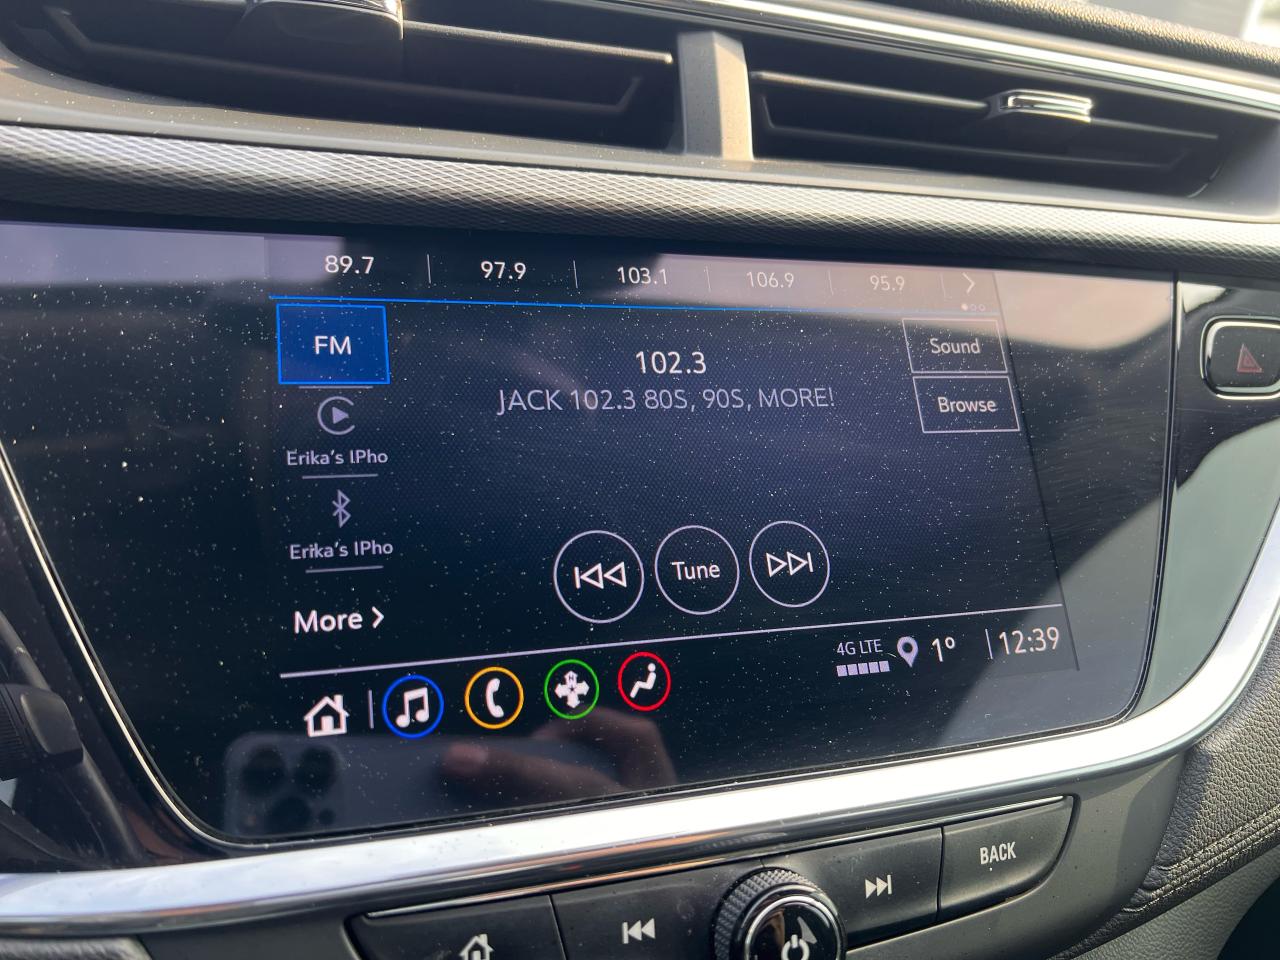 89.7 97.9 103.1 106.9 95.9
FM
102.3
JACK 102.3 80S, 90S, MORE!
Sound
Browse
Erika's IPho
Erika's IPho
More
Tune
4G LTE 1° 12:39
BACK